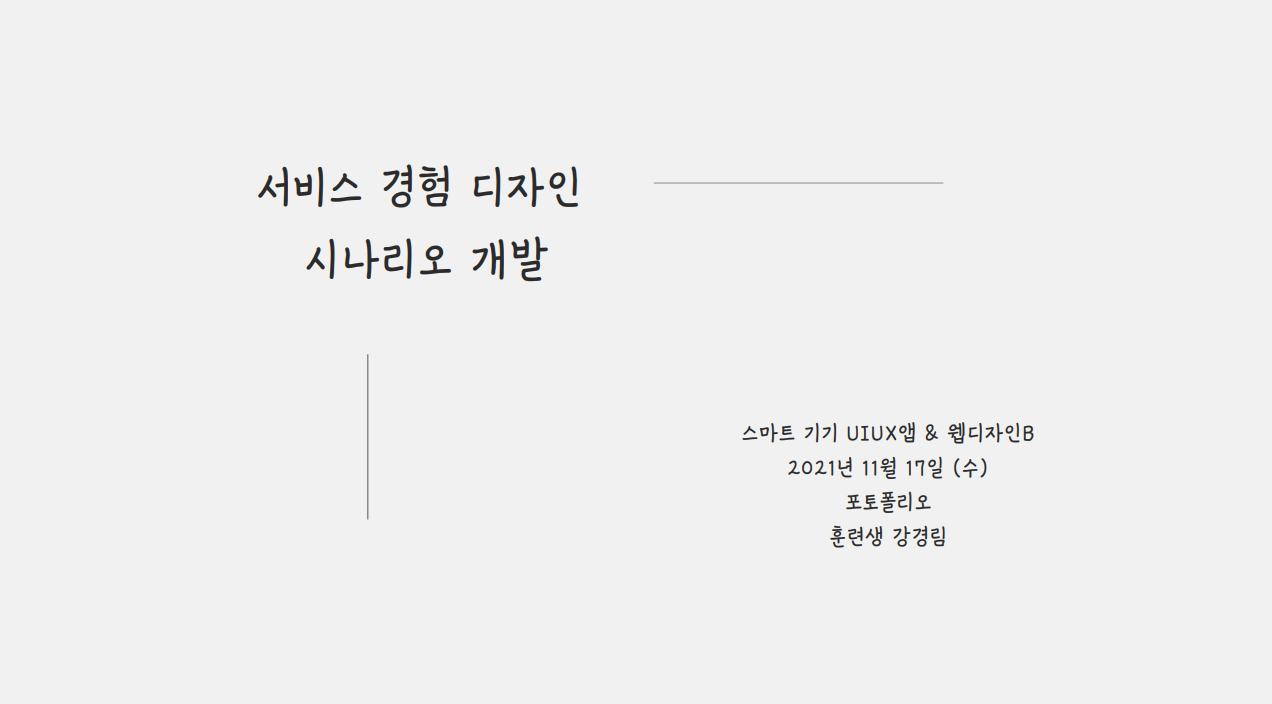 서비스 경험 디자인
시나리오 개발
스마트 기기 UIUX앱 & 웹디자인B
2021년 11월 17일 (수)
포토폴리오
훈련생 강경림